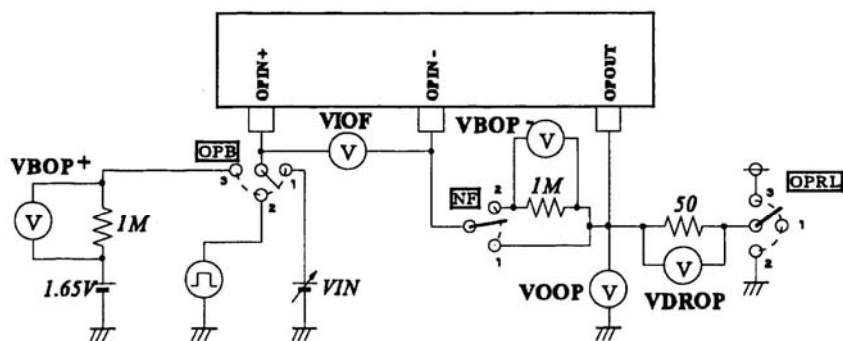 OPIN+
OPIN-
OPOUT
VIOF
VBOP-
VBOP+
OPB
3
1
2
NF
2
1M
1
50
OPRL
3
1
2
1M
1.65V
VIN
VOOP
VDROP
V
V
V
V
V